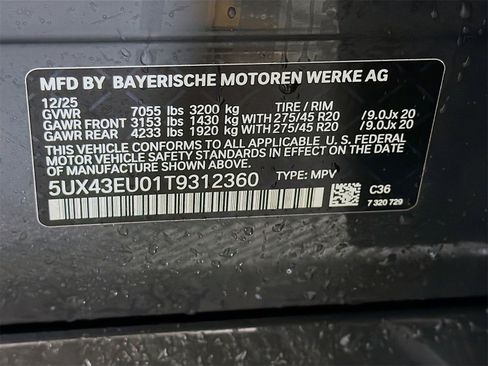 MFD BY BAYERISCHE MOTOREN WERKE AG
12/25
GVWR 7055 lbs 3200 kg TIRE / RIM
GAWR FRONT 3153 lbs 1430 kg WITH 275/45 R20 /9.0Jx 20
GAWR REAR 4233 lbs 1920 kg WITH 275/45 R20 /9.0Jx 20
THIS VEHICLE CONFORMS TO ALL APPLICABLE U.S. FEDERAL
MOTOR VEHICLE SAFETY STANDARDS IN EFFECT
ON THE DATE OF MANUFACTURE SHOWN ABOVE.
5UX43EU01T9312360 TYPE: MPV
C36
7 320 729